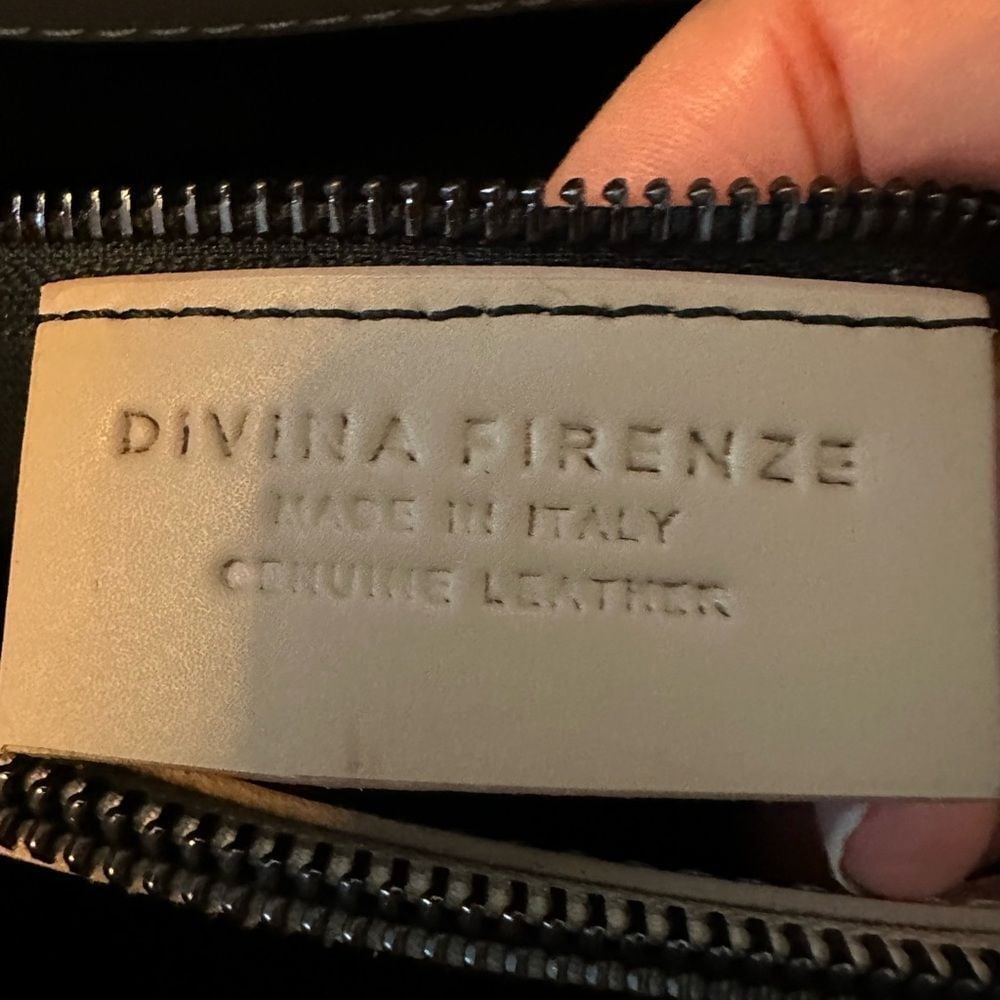 DIVINA FIRENZE
MADE IN ITALY
GENUINE LEATHER